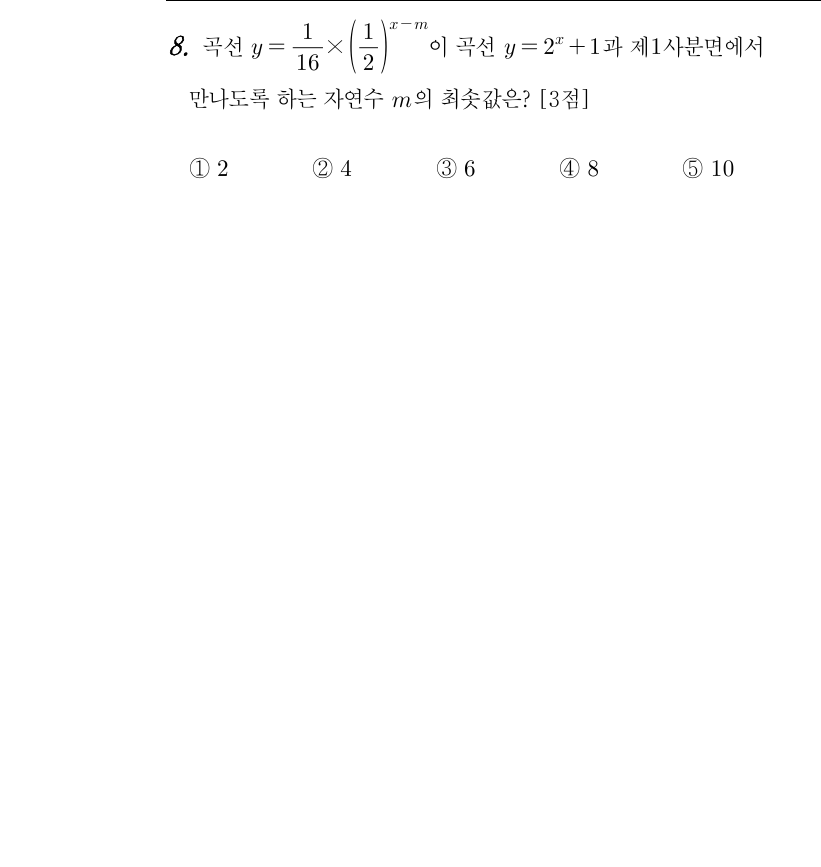 8. 곡선 $y=\frac{1}{16}\times\left(\frac{1}{2}\right)^{x-m}$이 곡선 $y=2^x+1$과 제1사분면에서
만나도록 하는 자연수 $m$의 최솟값은? [3점]
① 2 ② 4 ③ 6 ④ 8 ⑤ 10